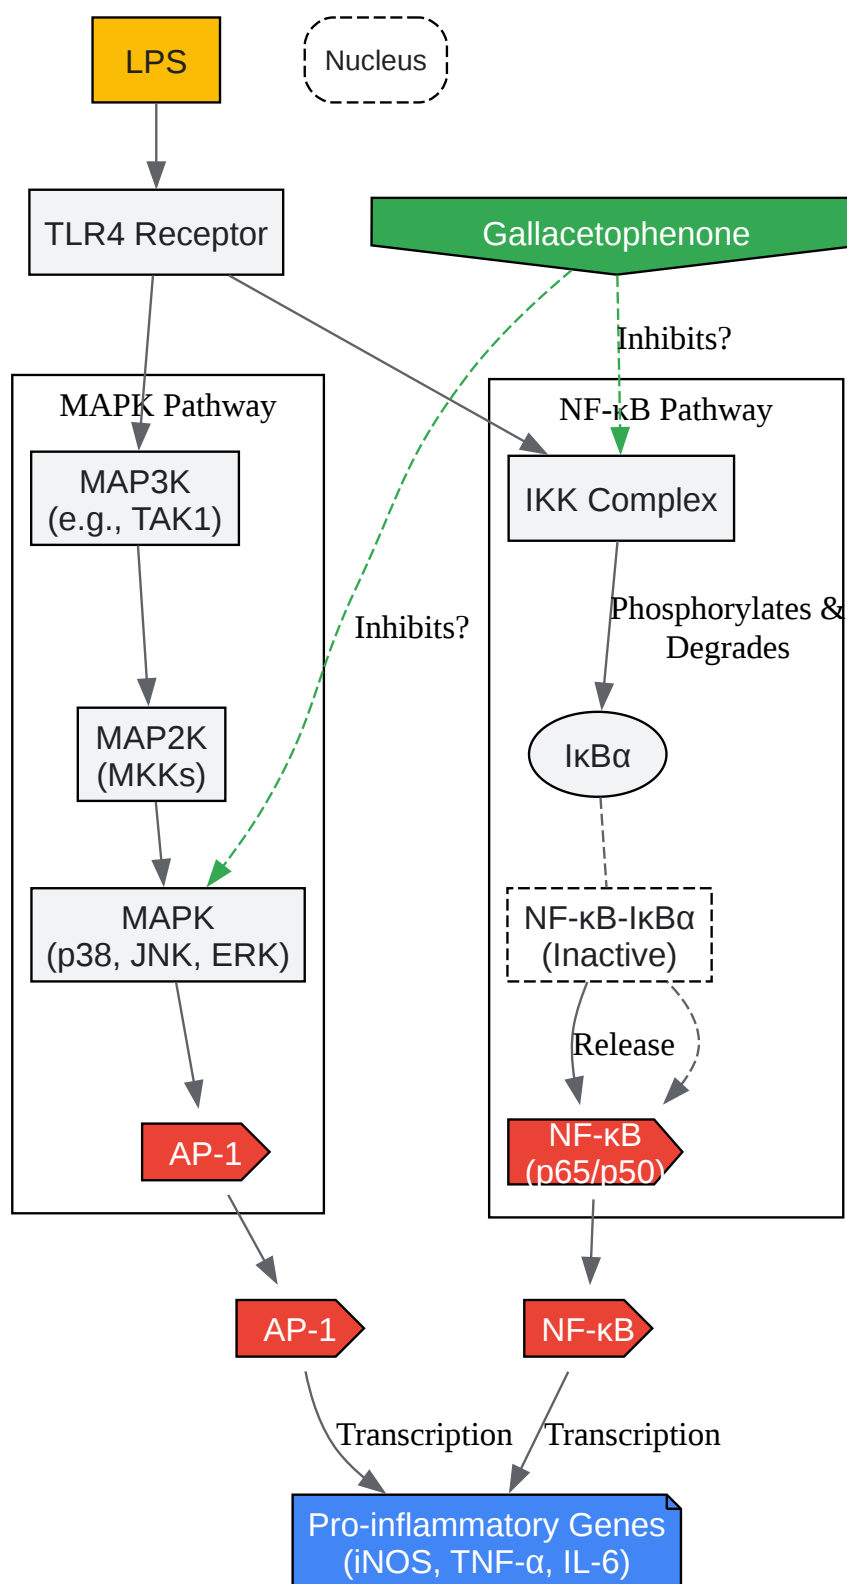 LPS
Nucleus
TLR4 Receptor
Gallacetophenone
Inhibits?
MAPK Pathway
NF-κB Pathway
MAP3K
(e.g., TAK1)
IKK Complex
Inhibits?
Phosphorylates &
Degrades
MAP2K
(MKKs)
IκBα
MAPK
(p38, JNK, ERK)
NF-κB-IκBα
(Inactive)
Release
AP-1
NF-κB
(p65/p50)
AP-1
NF-κB
Transcription
Transcription
Pro-inflammatory Genes
(iNOS, TNF-α, IL-6)